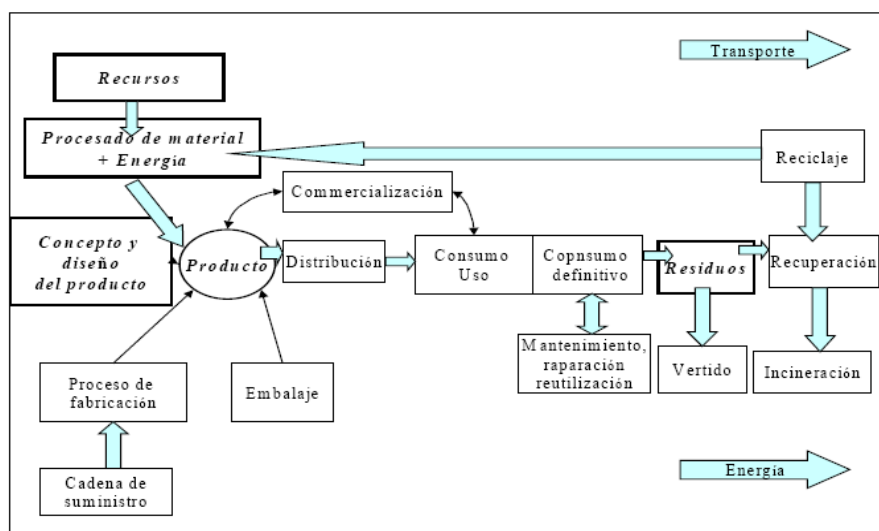 Transporte
Recursos
Procesado de material
+ Energía
Reciclaje
Commercialización
Concepto y
diseño
del producto
Producto
Distribución
Consumo
Uso
Copnsumo
definitivo
Residuos
Recuperación
Mantenimiento,
raparación
reutilización
Vertido
Incineración
Proceso de
fabricación
Embalaje
Cadena de
suministro
Energía